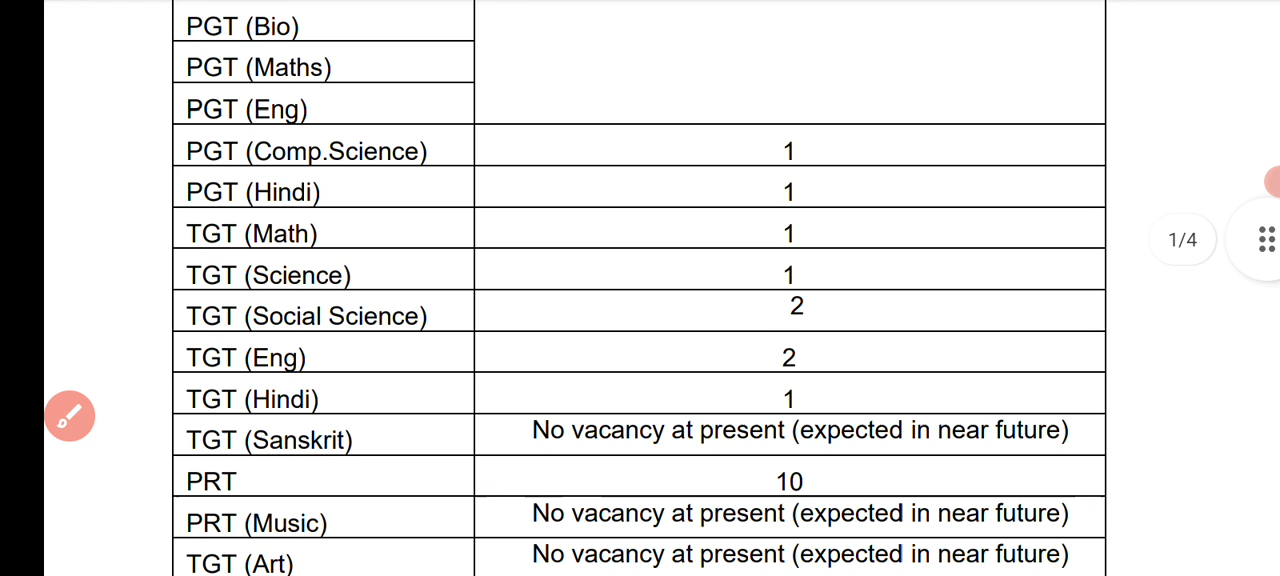 PGT (Bio)
PGT (Maths)
PGT (Eng)
PGT (Comp.Science) 1
PGT (Hindi) 1
TGT (Math) 1
TGT (Science) 1
TGT (Social Science) 2
TGT (Eng) 2
TGT (Hindi) 1
TGT (Sanskrit) No vacancy at present (expected in near future)
PRT 10
PRT (Music) No vacancy at present (expected in near future)
TGT (Art) No vacancy at present (expected in near future)
1/4